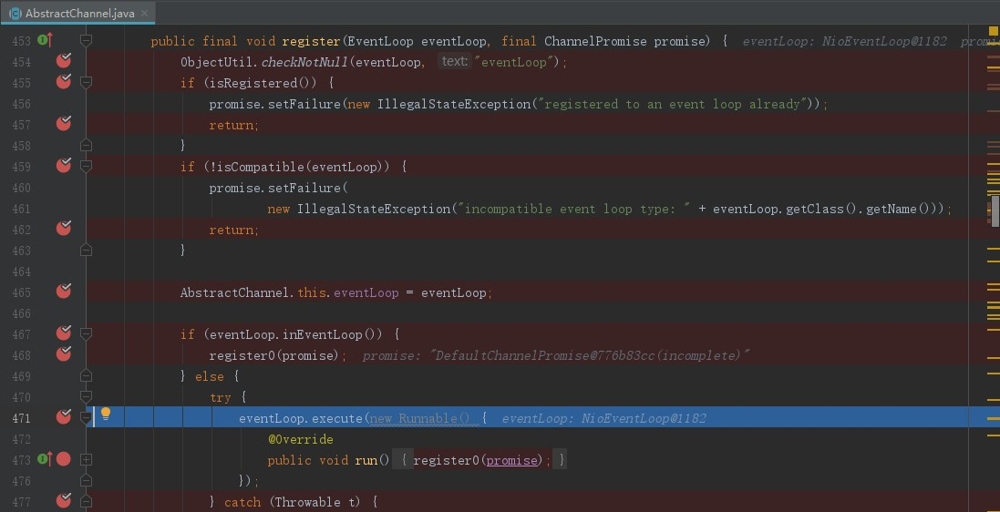 AbstractChannel.java
453 public final void register(EventLoop eventLoop, final ChannelPromise promise) { eventLoop: NioEventLoop@1182 promi
454 ObjectUtil.checkNotNull(eventLoop, text: "eventLoop");
455 if (isRegistered()) {
456 promise.setFailure(new IllegalStateException("registered to an event loop already"));
457 return;
458 }
459 if (!isCompatible(eventLoop)) {
460 promise.setFailure(
461 new IllegalStateException("incompatible event loop type: " + eventLoop.getClass().getName()));
462 return;
463 }
464
465 AbstractChannel.this.eventLoop = eventLoop;
466
467 if (eventLoop.inEventLoop()) {
468 register0(promise); promise: "DefaultChannelPromise@776b83cc(incomplete)"
469 } else {
470 try {
471 eventLoop.execute(new Runnable() { eventLoop: NioEventLoop@1182
472 @Override
473 public void run() { register0(promise); }
476 });
477 } catch (Throwable t) {